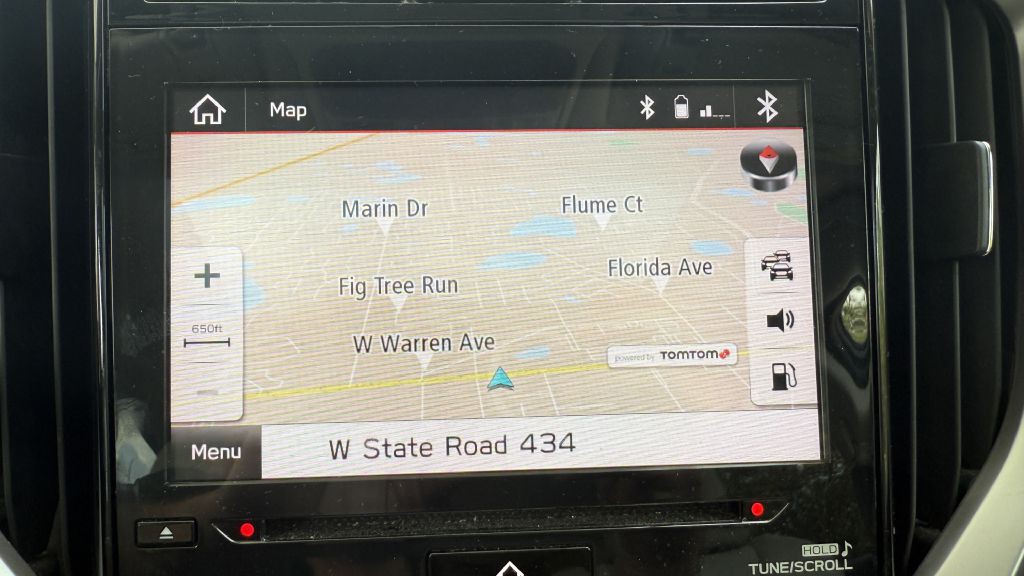 Map
Marin Dr
Flume Ct
Fig Tree Run
Florida Ave
650ft
W Warren Ave
powered by TOMTOM
Menu
W State Road 434
HOLD
TUNE/SCROLL